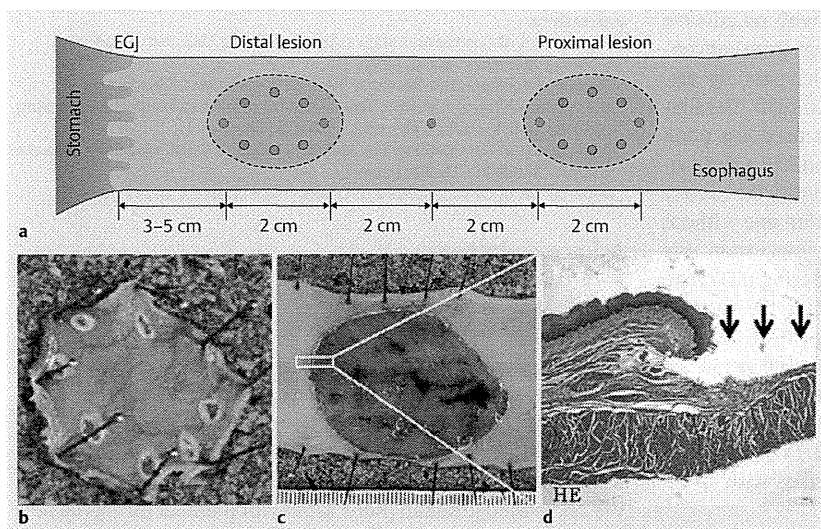 EGJ
Distal lesion
Proximal lesion
Stomach
Esophagus
3–5 cm
2 cm
2 cm
2 cm
2 cm
a
b
c
HE
d